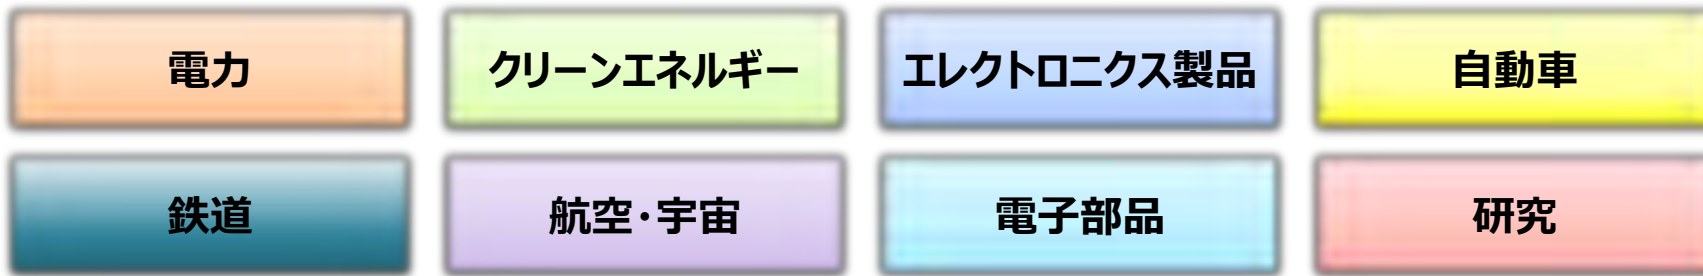 電力
クリーンエネルギー
エレクトロニクス製品
自動車
鉄道
航空・宇宙
電子部品
研究